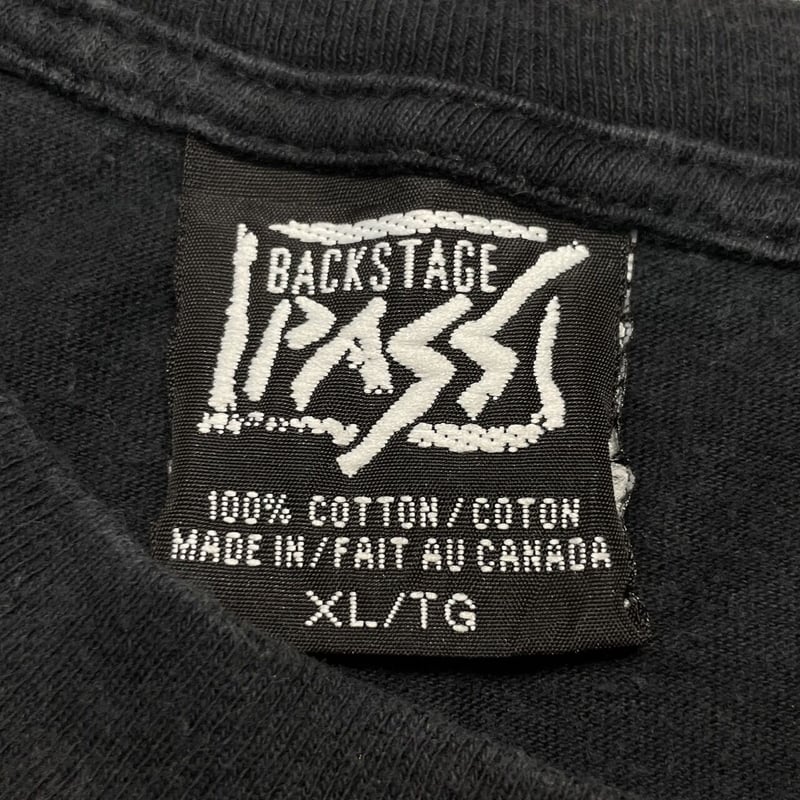 BACKSTAGE
PASS
100% COTTON/COTON
MADE IN/FAIT AU CANADA
XL/TG